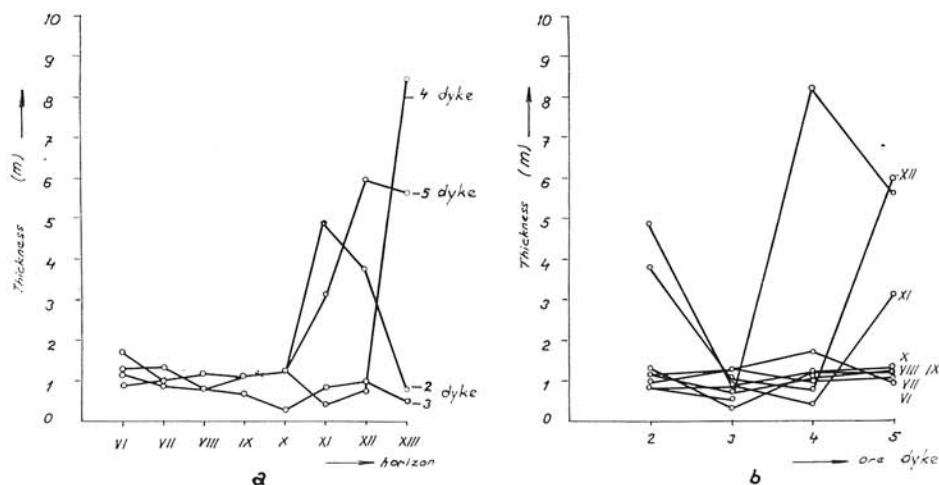 10
9
8
7
6
5
4
3
2
1
0
Thickness (m)
4 dyke
5 dyke
2
dyke
3
VI VII VIII IX X XI XII XIII
horizon
a
10
9
8
7
6
5
4
3
2
1
0
Thickness (m)
XII
XI
X
VIII IX
VII
VI
2 3 4 5
ore dyke
b